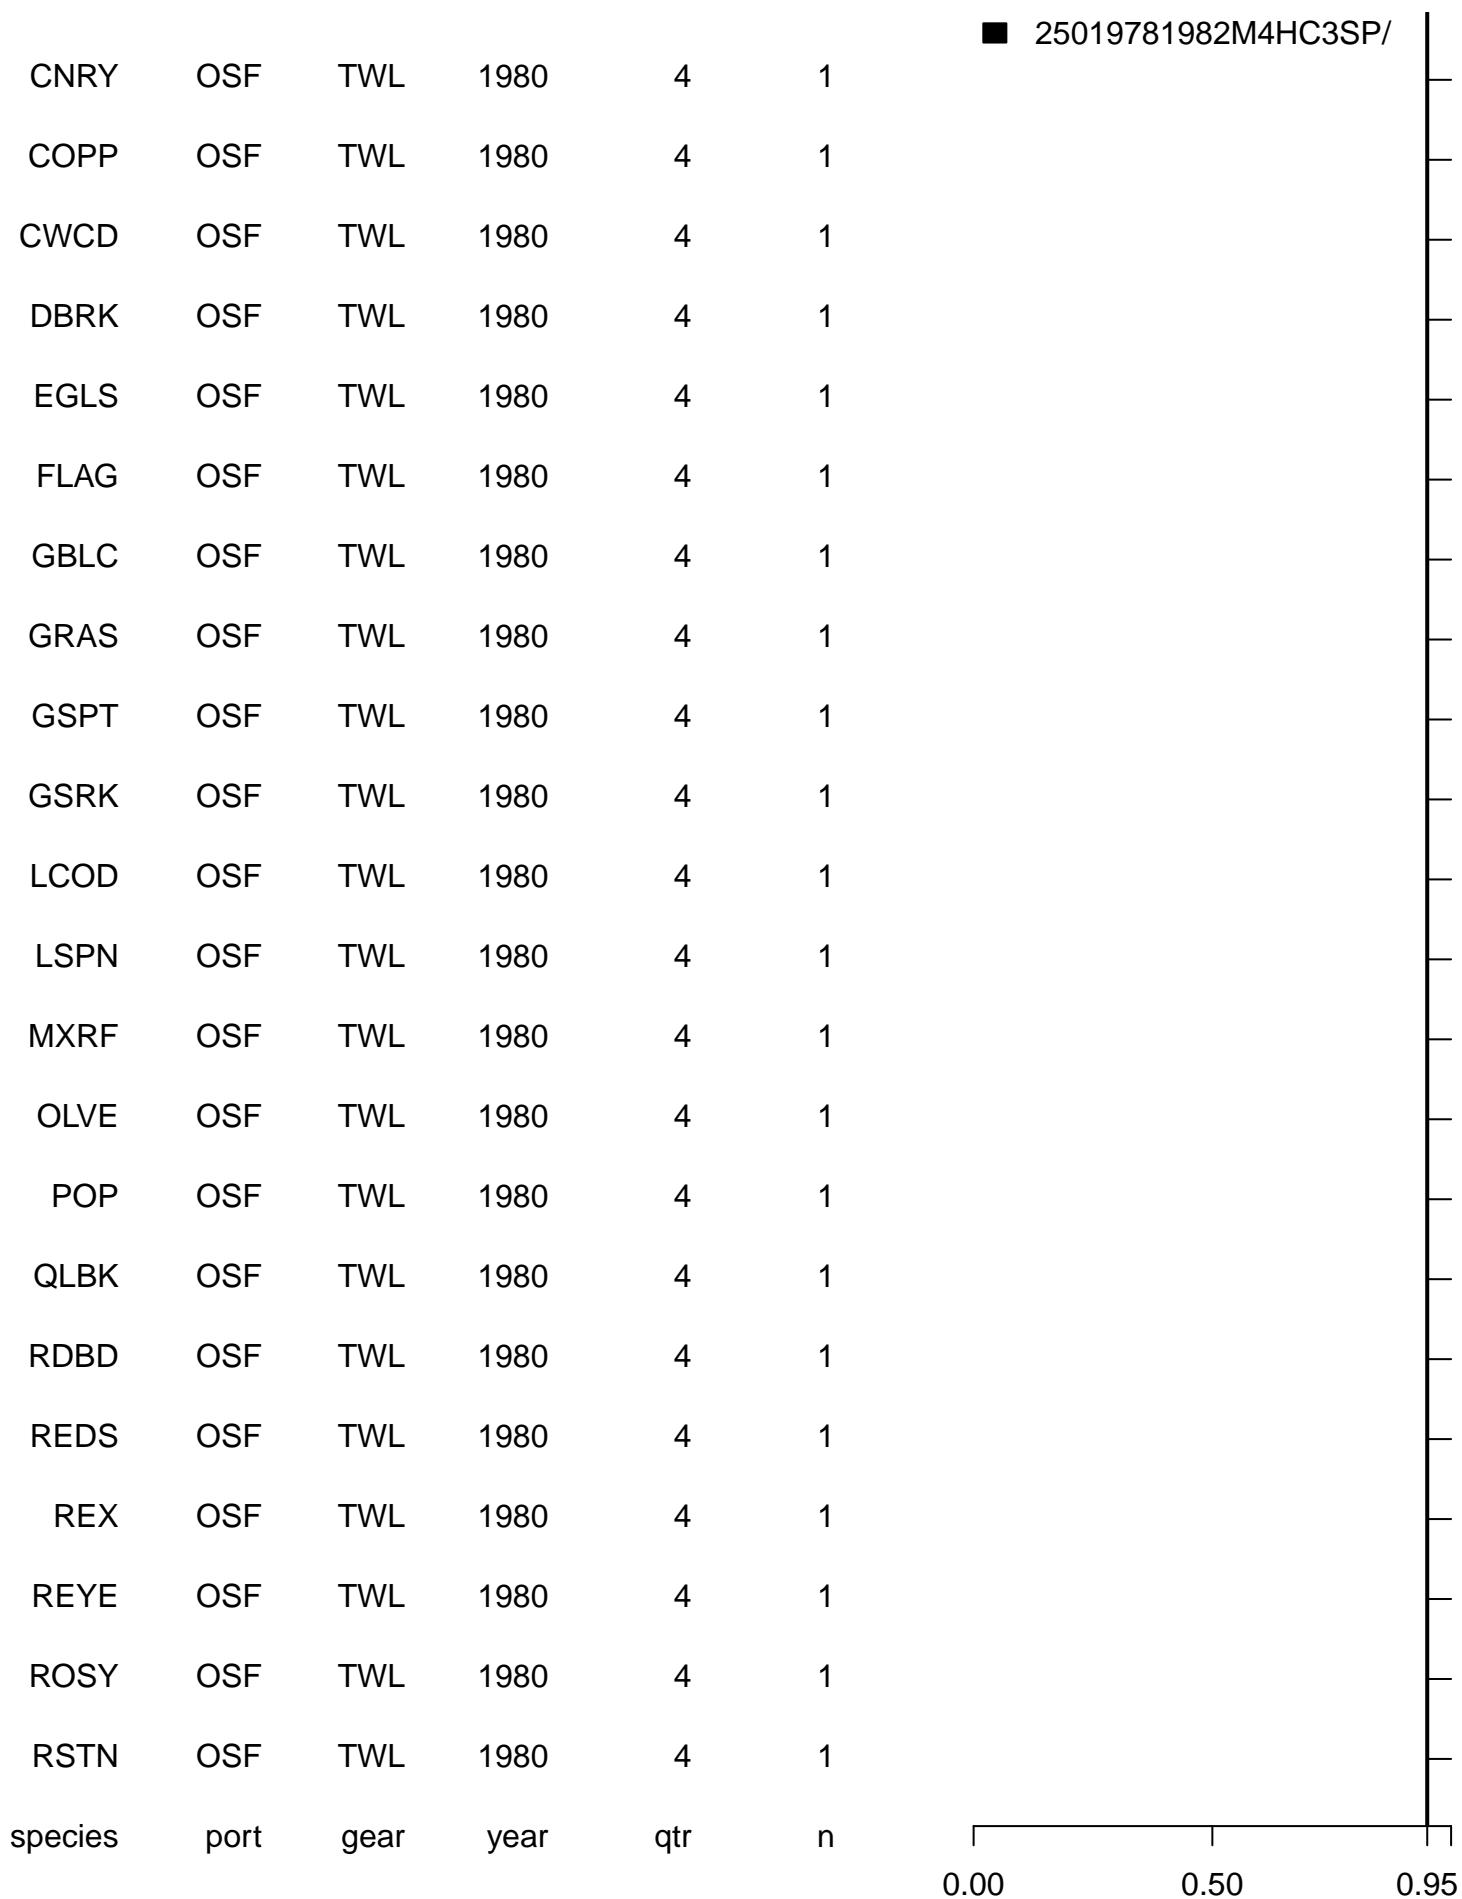 25019781982M4HC3SP/
CNRY OSF TWL 1980 4 1
COPP OSF TWL 1980 4 1
CWCD OSF TWL 1980 4 1
DBRK OSF TWL 1980 4 1
EGLS OSF TWL 1980 4 1
FLAG OSF TWL 1980 4 1
GBLC OSF TWL 1980 4 1
GRAS OSF TWL 1980 4 1
GSPT OSF TWL 1980 4 1
GSRK OSF TWL 1980 4 1
LCOD OSF TWL 1980 4 1
LSPN OSF TWL 1980 4 1
MXRF OSF TWL 1980 4 1
OLVE OSF TWL 1980 4 1
POP OSF TWL 1980 4 1
QLBK OSF TWL 1980 4 1
RDBD OSF TWL 1980 4 1
REDS OSF TWL 1980 4 1
REX OSF TWL 1980 4 1
REYE OSF TWL 1980 4 1
ROSY OSF TWL 1980 4 1
RSTN OSF TWL 1980 4 1
species port gear year qtr n
0.00 0.50 0.95